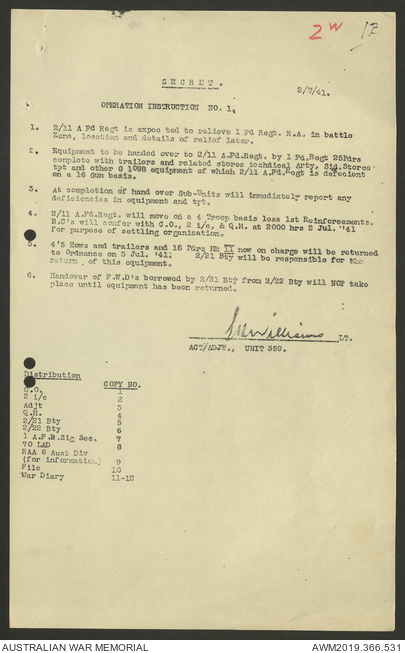 2W 17
SECRET.
2/7/41.
OPERATION INSTRUCTION NO. 1.
1. 2/11 A Fd Regt is expected to relieve 1 Fd Regt. R.A. in battle
Zone, location and details of relief later.
2. Equipment to be handed over to 2/11 A.Fd.Regt. by 1 Fd.Regt 25Pdrs
complete with trailers and related stores technical Arty, Sig.Stores
tpt and other G 1098 equipment of which 2/11 A.Fd.Regt is deficient
on a 16 Gun basis.
3. At completion of hand over Sub-Units will immediately report any
deficiencies in equipment and tpt.
4. 2/11 A.Fd.Regt. will move on a 4 Troop basis less 1st Reinforcements.
B.C's will confer with C.O., 2 i/c, & Q.M. at 2000 hrs 2 Jul. '41
for purpose of settling organisation.
5. 4'5 Hows and trailers and 18 Pdrs Mk II now on charge will be returned
to Ordnance on 3 Jul. '41. 2/21 Bty will be responsible for the
return of this equipment.
6. Handover of F.W.D's borrowed by 2/21 Bty from 2/22 Bty will NOT take
place until equipment has been returned.
Williams LT.
ACT/ADJT., UNIT 359.
Distribution COPY NO.
C.O. 1
2 i/c 2
Adjt 3
Q.M. 4
2/21 Bty 5
2/22 Bty 6
1 A.F.R.Sig Sec. 7
70 LAD 8
RAA 6 Aust Div
(for information) 9
File 10
War Diary 11-12
AUSTRALIAN WAR MEMORIAL AWM2019.366.531